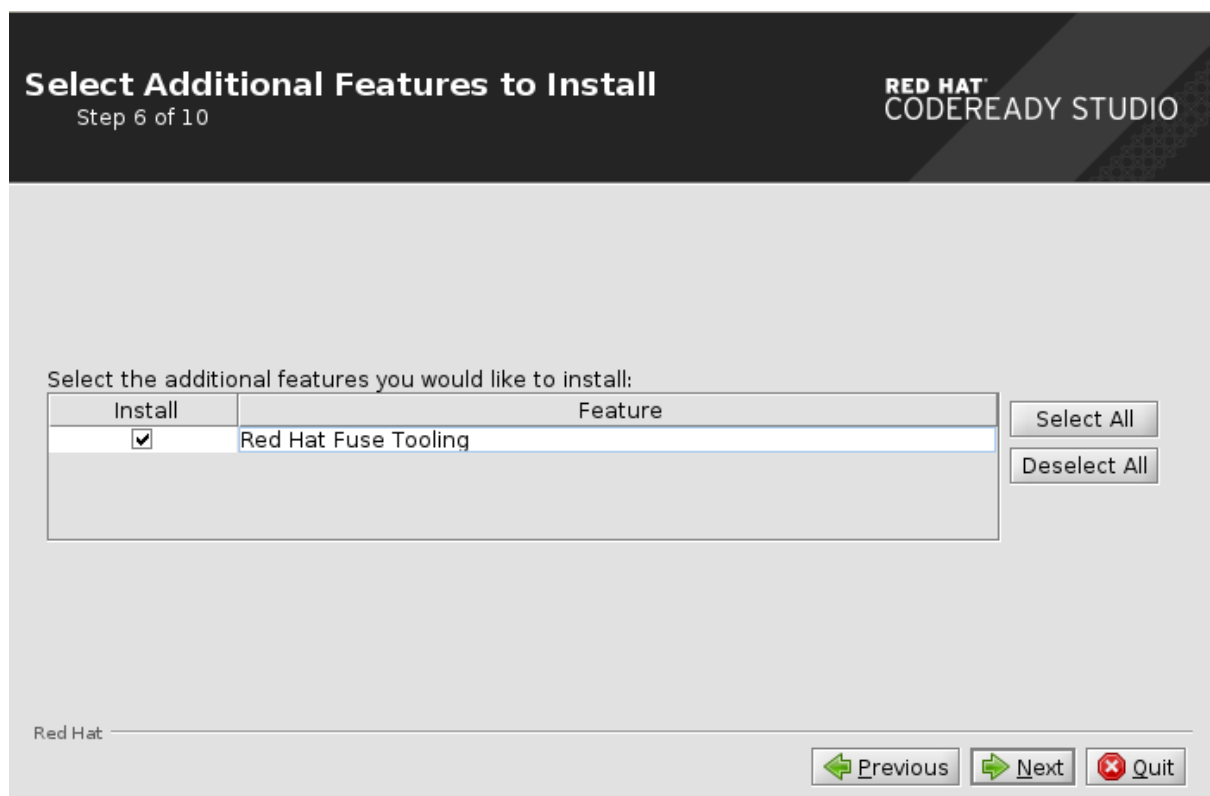 Select Additional Features to Install
Step 6 of 10
RED HAT
CODEREADY STUDIO
Select the additional features you would like to install:
Install Feature
Red Hat Fuse Tooling
Select All
Deselect All
Red Hat
Previous Next Quit